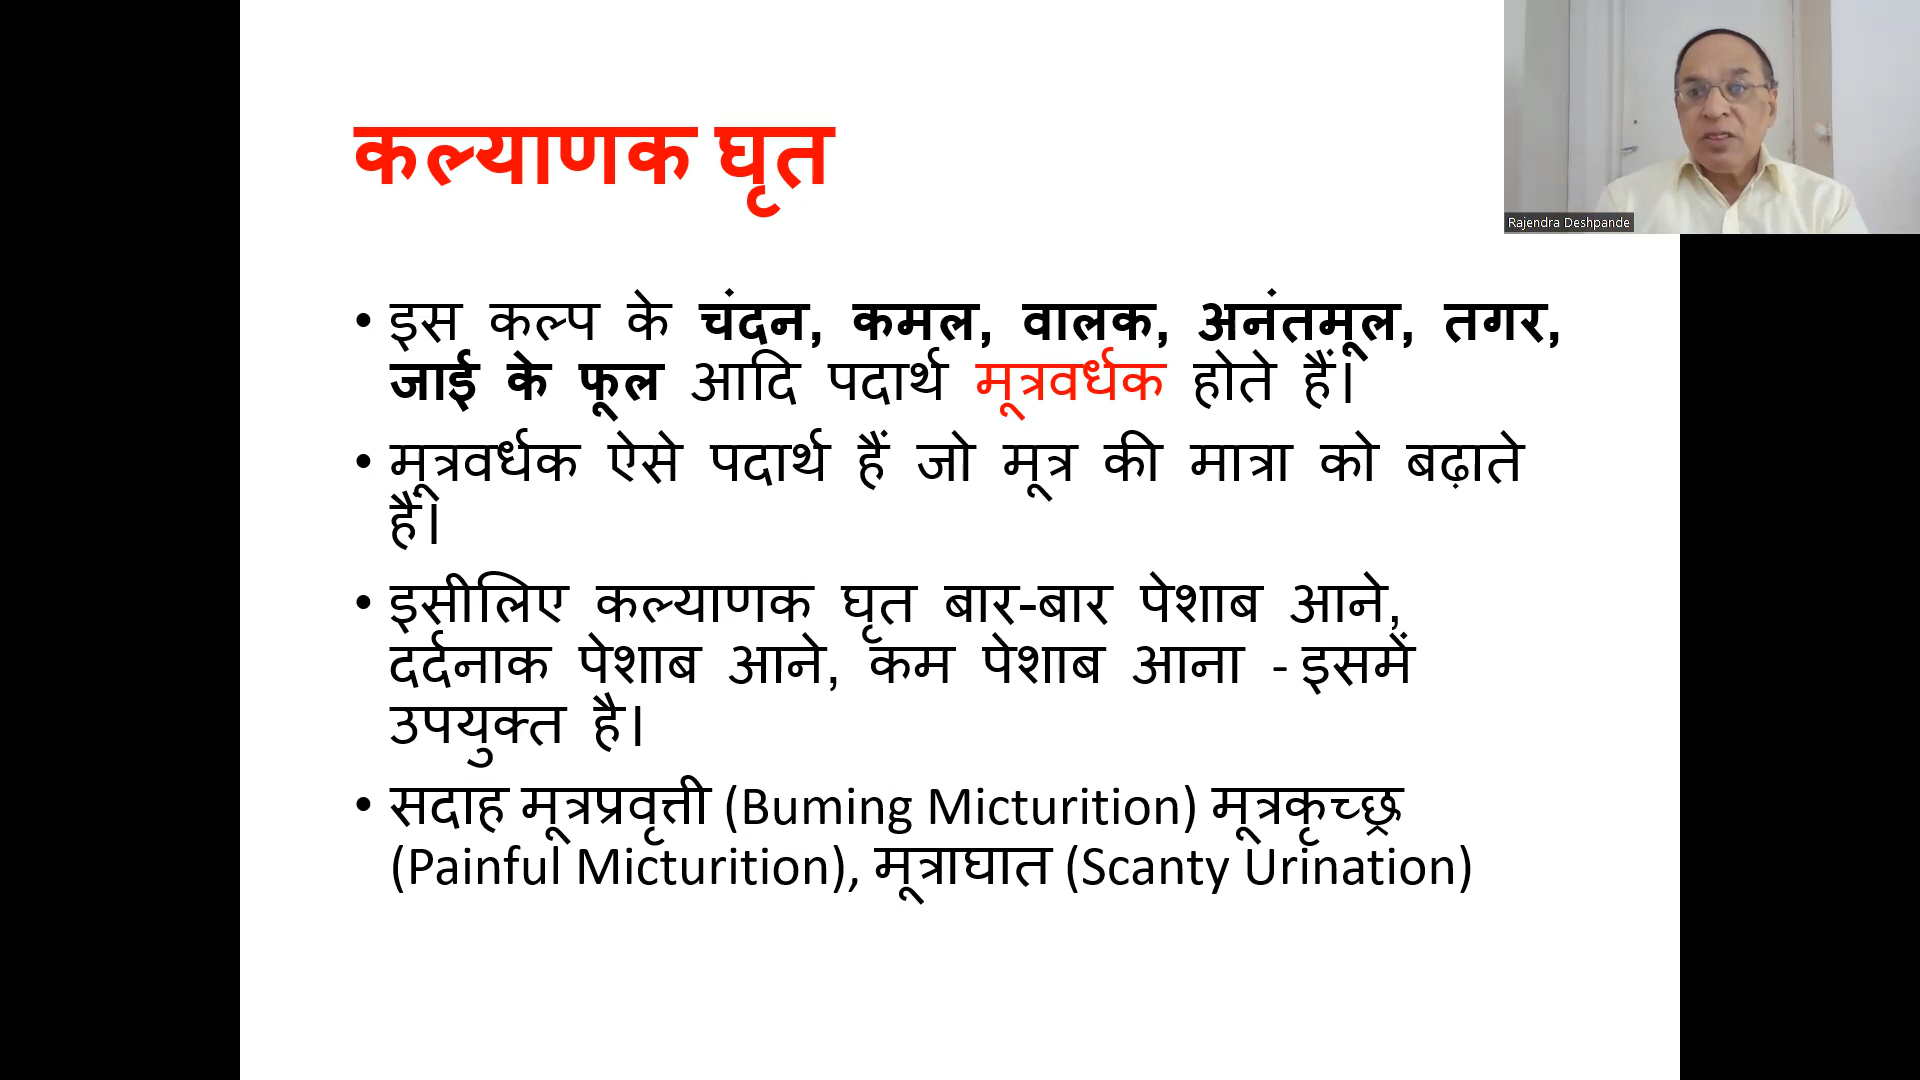 कल्याणक घृत
Rajendra Deshpande
• इस कल्प के चंदन, कमल, वालक, अनंतमूल, तगर,
जाई के फूल आदि पदार्थ मूत्रवर्धक होते हैं।
• मूत्रवर्धक ऐसे पदार्थ हैं जो मूत्र की मात्रा को बढ़ाते
हैं।
• इसीलिए कल्याणक घृत बार-बार पेशाब आने,
दर्दनाक पेशाब आने, कम पेशाब आना - इसमें
उपयुक्त है।
• सदाह मूत्रप्रवृत्ती (Buming Micturition) मूत्रकृच्छ्र
(Painful Micturition), मूत्राघात (Scanty Urination)